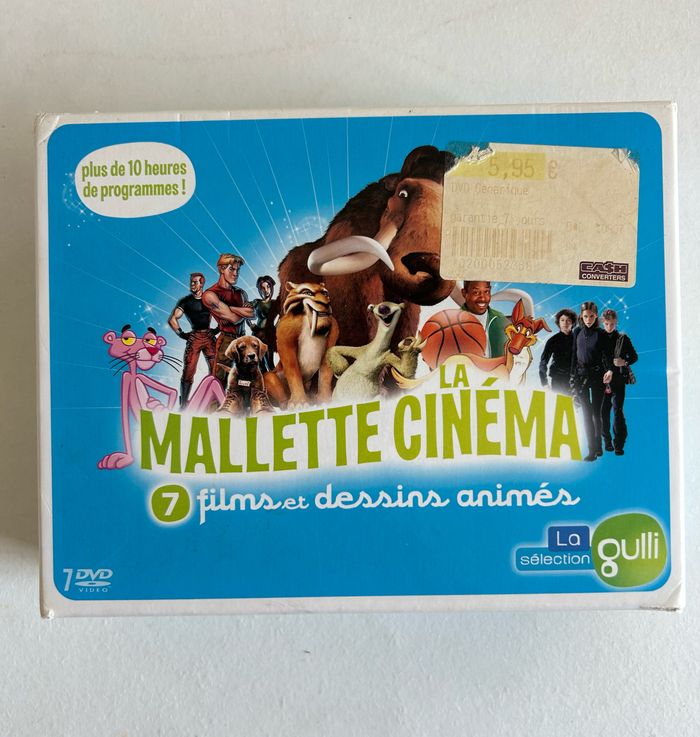 plus de 10 heures
de programmes !
5,95 €
DVD Generique
garantie 7 jours
CA$H
CONVERTERS
LA
MALLETTE CINÉMA
7 films et dessins animés
La
sélection
gulli
7 DVD
VIDEO